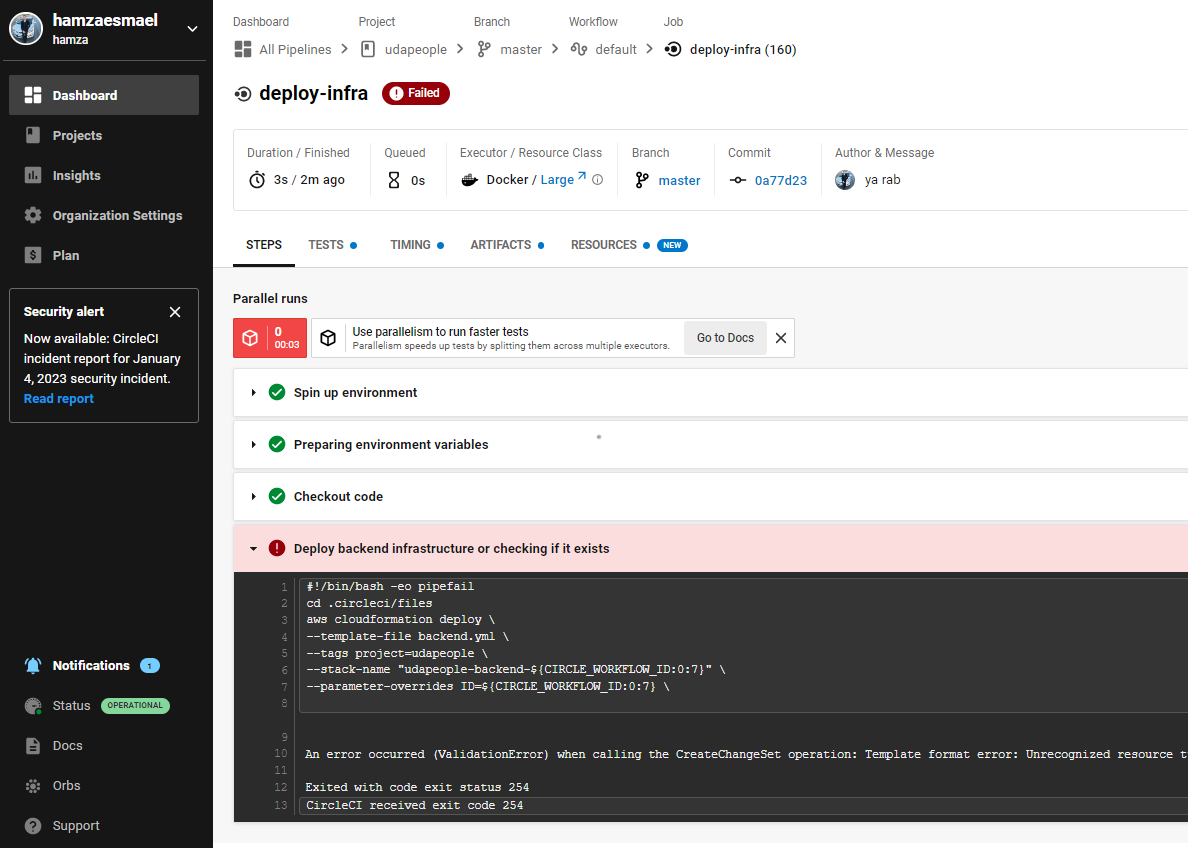 hamzaesmael
hamza
Dashboard
Projects
Insights
Organization Settings
Plan
Security alert
Now available: CircleCI
incident report for January
4, 2023 security incident.
Read report
Notifications 1
Status OPERATIONAL
Docs
Orbs
Support
Dashboard Project Branch Workflow Job
All Pipelines udapeople master default deploy-infra (160)
deploy-infra Failed
Duration / Finished Queued Executor / Resource Class Branch Commit Author & Message
3s / 2m ago 0s Docker / Large master 0a77d23 ya rab
STEPS TESTS TIMING ARTIFACTS RESOURCES NEW
Parallel runs
0
00:03
Use parallelism to run faster tests
Parallelism speeds up tests by splitting them across multiple executors.
Go to Docs
Spin up environment
Preparing environment variables
Checkout code
Deploy backend infrastructure or checking if it exists
1 #!/bin/bash -eo pipefail
2 cd .circleci/files
3 aws cloudformation deploy \
4 --template-file backend.yml \
5 --tags project=udapeople \
6 --stack-name "udapeople-backend-${CIRCLE_WORKFLOW_ID:0:7}" \
7 --parameter-overrides ID=${CIRCLE_WORKFLOW_ID:0:7} \
8
9
10 An error occurred (ValidationError) when calling the CreateChangeSet operation: Template format error: Unrecognized resource
11
12 Exited with code exit status 254
13 CircleCI received exit code 254